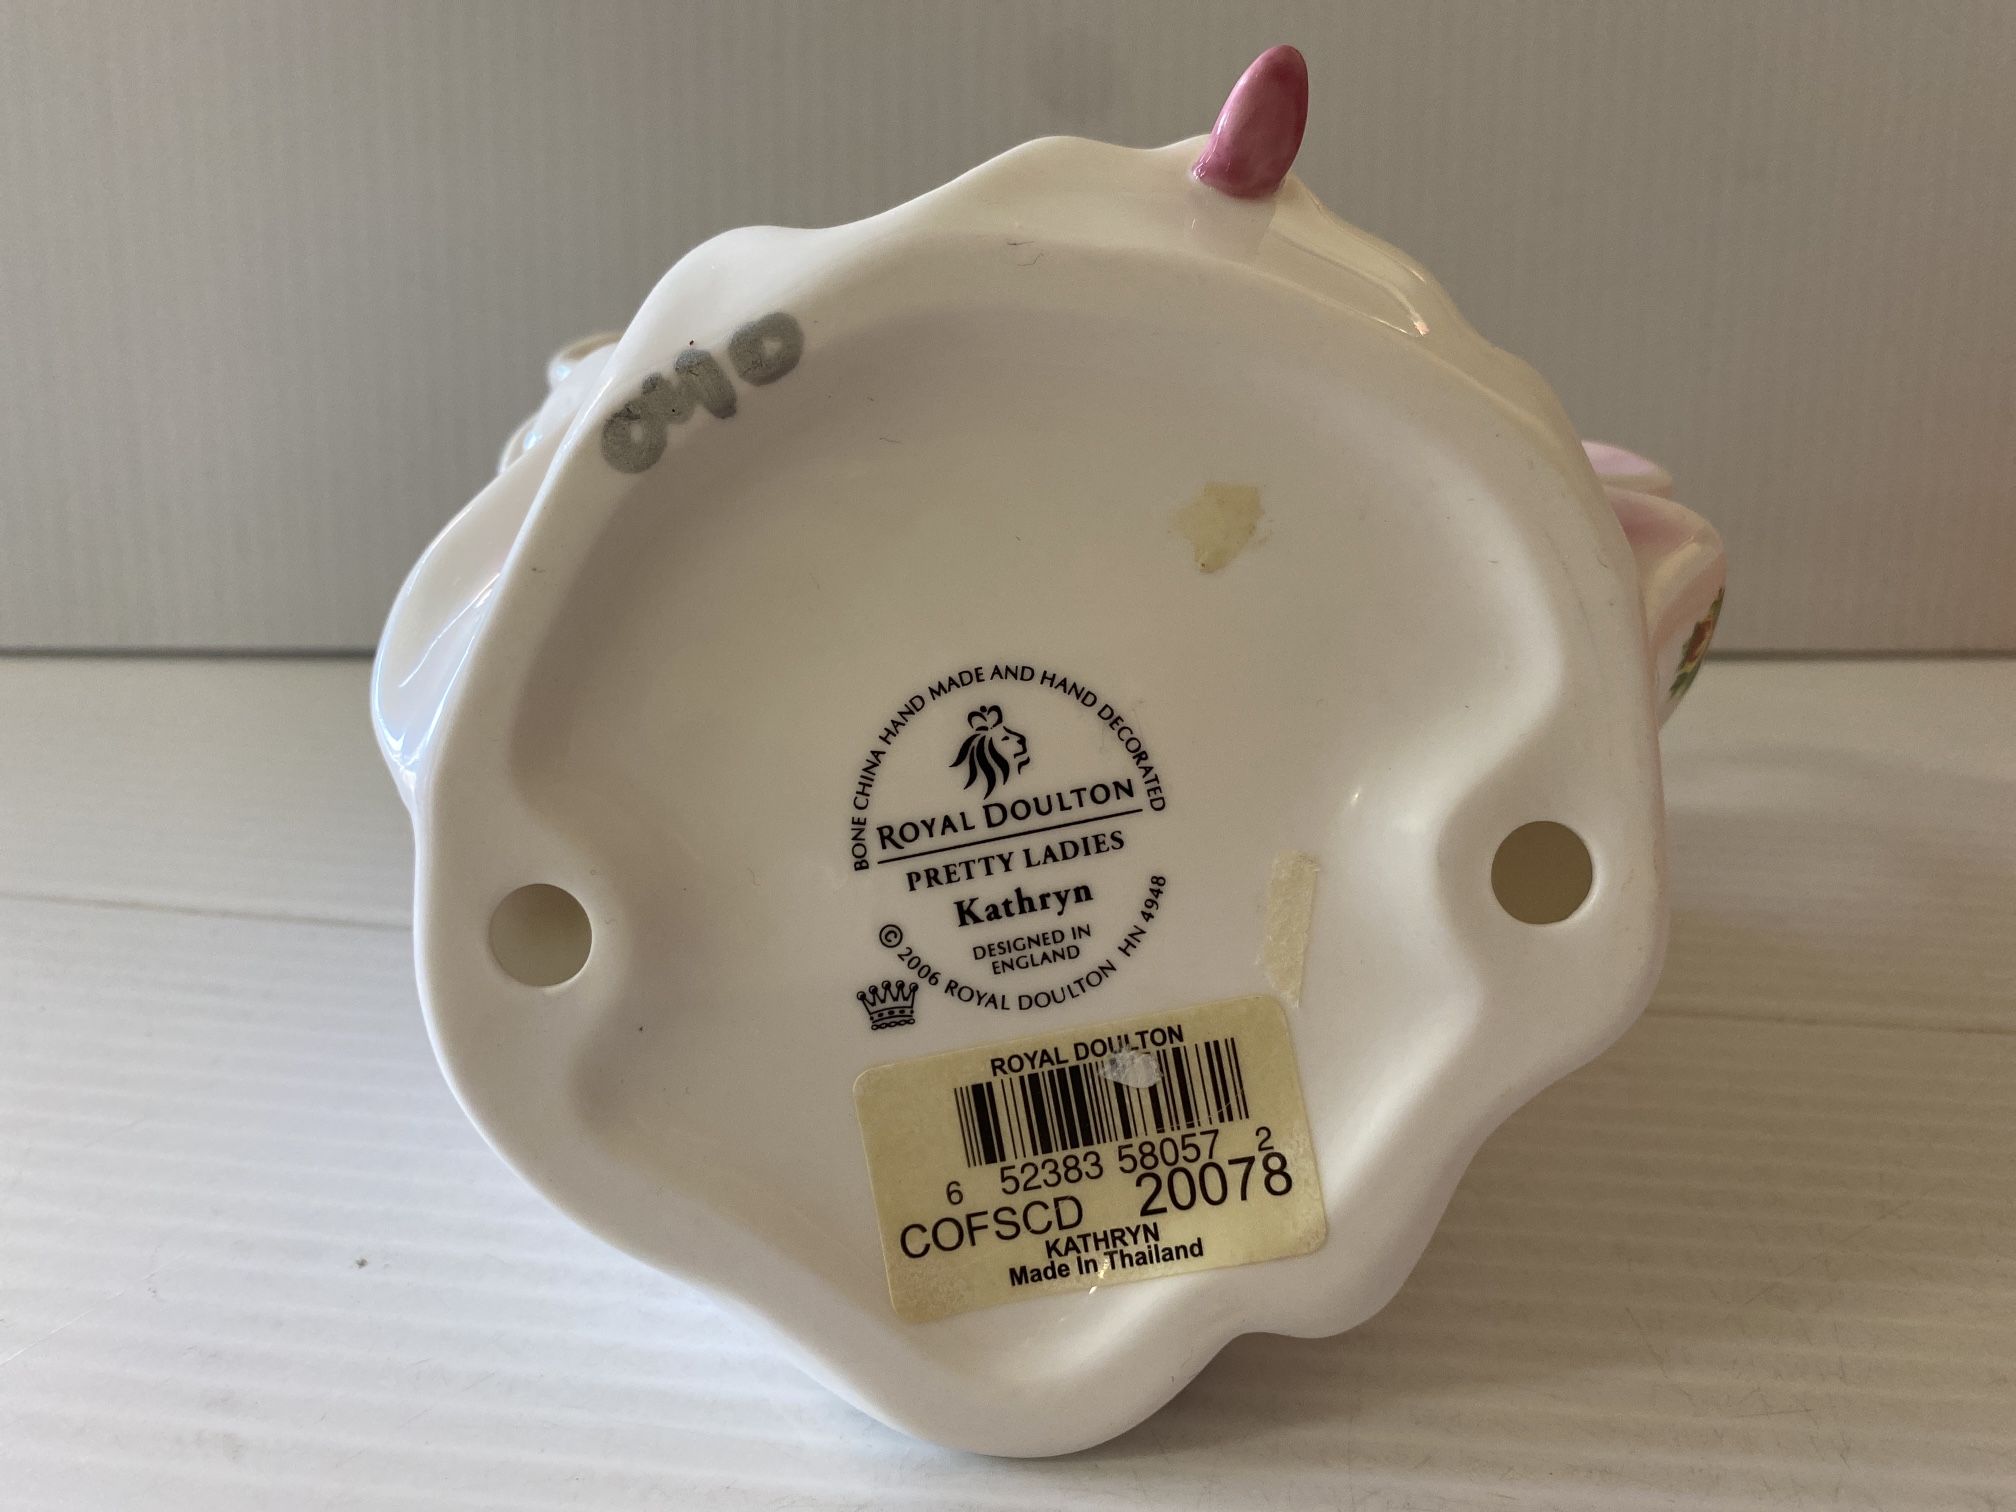 BONE CHINA HAND MADE AND HAND DECORATED
ROYAL DOULTON
PRETTY LADIES
Kathryn
DESIGNED IN
ENGLAND
© 2006 ROYAL DOULTON HN 4948
ROYAL DOULTON
6 52383 58057 2
COFSCD 20078
KATHRYN
Made In Thailand